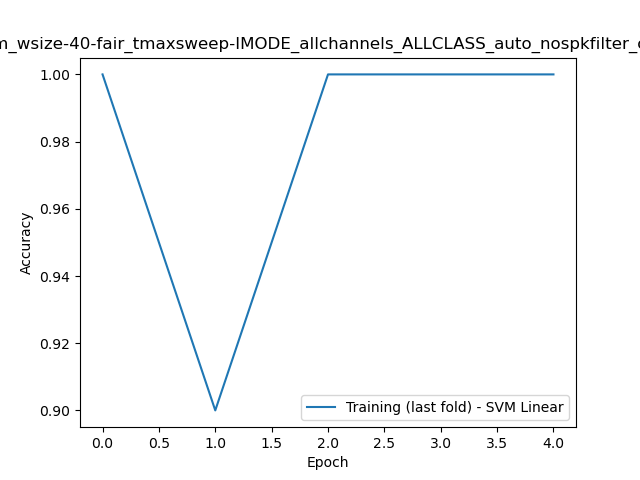 m_wsize-40-fair_tmaxsweep-IMODE_allchannels_ALLCLASS_auto_nospkfilter_
1.00
0.98
0.96
0.94
0.92
0.90
Accuracy
Training (last fold) - SVM Linear
0.0 0.5 1.0 1.5 2.0 2.5 3.0 3.5 4.0
Epoch